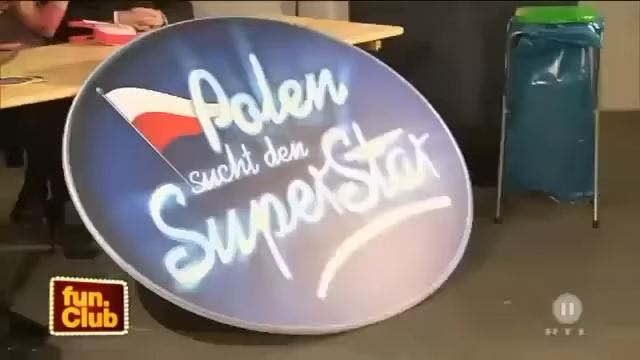 Polen
sucht den
SuperStar
fun.
Club
RTL